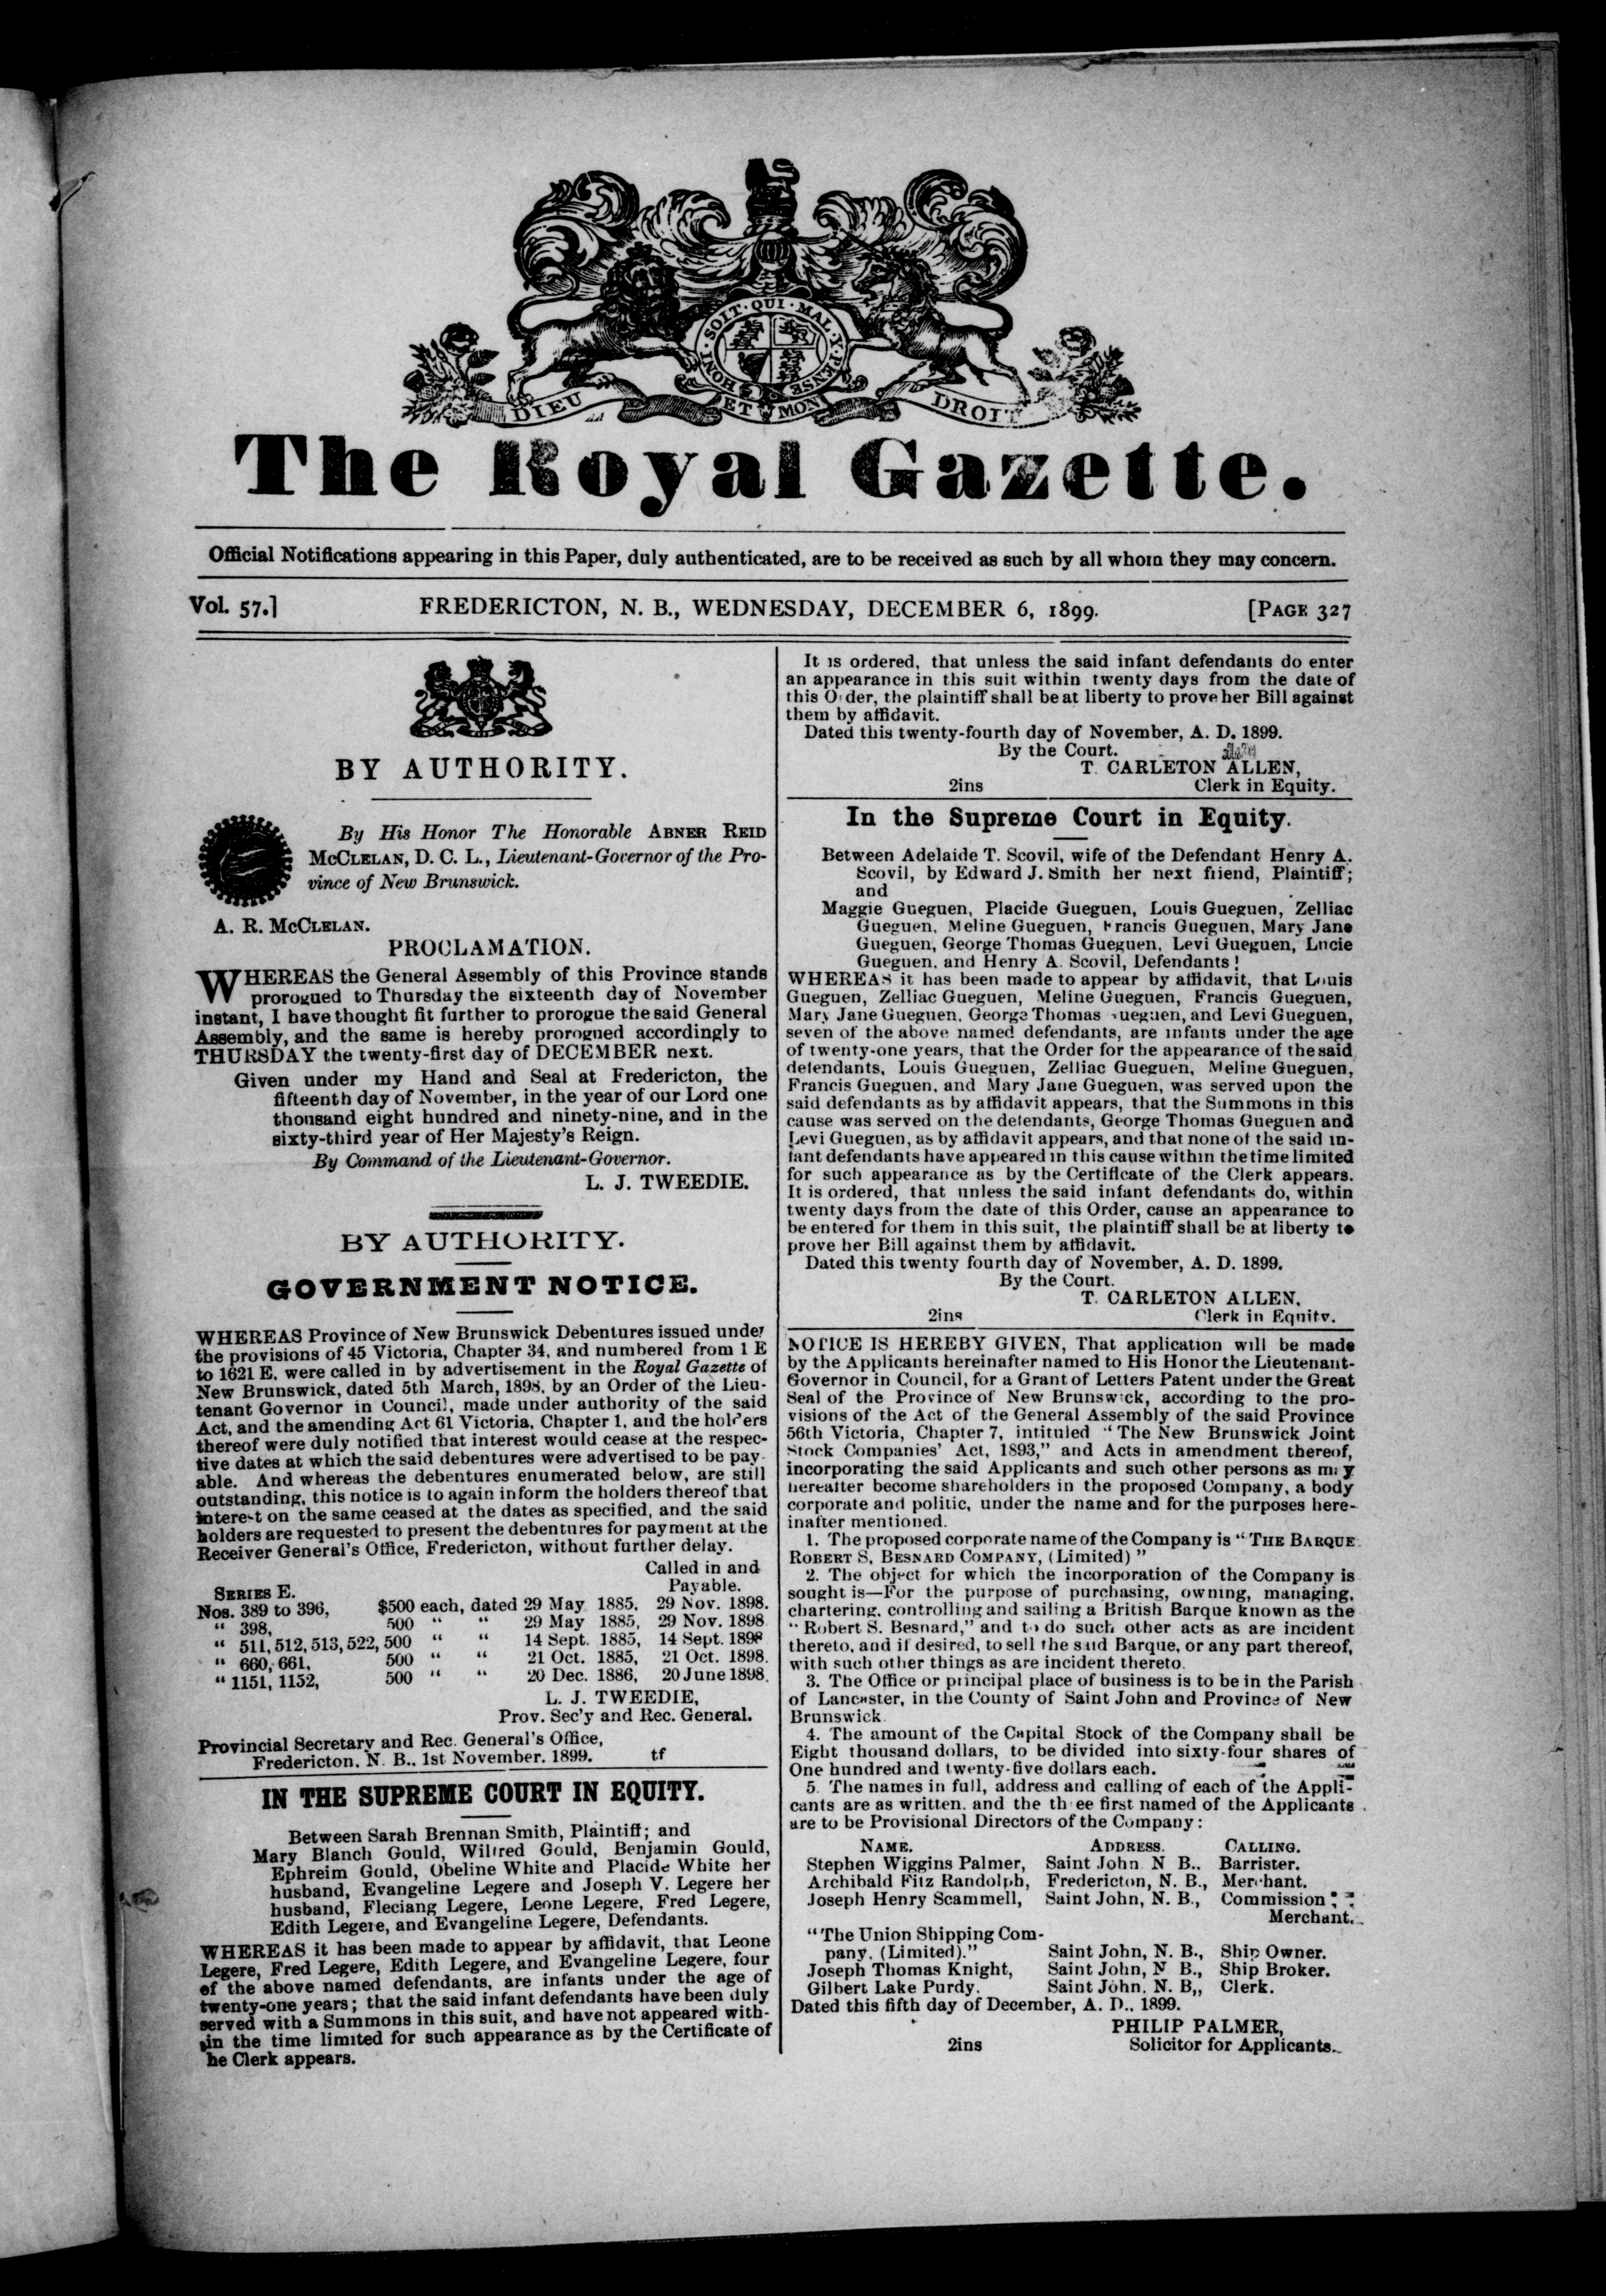 HONI · SOIT · QUI · MAL · Y · PENSE
DIEU ET MON DROIT
The Royal Gazette.
Official Notifications appearing in this Paper, duly authenticated, are to be received as such by all whom they may concern.
Vol. 57.] FREDERICTON, N. B., WEDNESDAY, DECEMBER 6, 1899. [PAGE 327
BY AUTHORITY.
By His Honor The Honorable ABNER REID
MCCLELAN, D. C. L., Lieutenant-Governor of the Pro-
vince of New Brunswick.
A. R. MCCLELAN.
PROCLAMATION.
WHEREAS the General Assembly of this Province stands
prorogued to Thursday the sixteenth day of November
instant, I have thought fit further to prorogue the said General
Assembly, and the same is hereby prorogued accordingly to
THURSDAY the twenty-first day of DECEMBER next.
Given under my Hand and Seal at Fredericton, the
fifteenth day of November, in the year of our Lord one
thousand eight hundred and ninety-nine, and in the
sixty-third year of Her Majesty's Reign.
By Command of the Lieutenant-Governor.
L. J. TWEEDIE.
BY AUTHORITY.
GOVERNMENT NOTICE.
WHEREAS Province of New Brunswick Debentures issued under
the provisions of 45 Victoria, Chapter 34, and numbered from 1 E
to 1621 E, were called in by advertisement in the Royal Gazette of
New Brunswick, dated 5th March, 1898, by an Order of the Lieu-
tenant Governor in Council, made under authority of the said
Act, and the amending Act 61 Victoria, Chapter 1, and the holders
thereof were duly notified that interest would cease at the respec-
tive dates at which the said debentures were advertised to be pay-
able. And whereas the debentures enumerated below, are still
outstanding, this notice is to again inform the holders thereof that
interest on the same ceased at the dates as specified, and the said
holders are requested to present the debentures for payment at the
Receiver General's Office, Fredericton, without further delay.
Called in and
SERIES E. Payable.
Nos. 389 to 396, $500 each, dated 29 May 1885, 29 Nov. 1898.
" 398, 500 " " 29 May 1885, 29 Nov. 1898
" 511, 512, 513, 522, 500 " " 14 Sept. 1885, 14 Sept. 1898
" 660, 661, 500 " " 21 Oct. 1885, 21 Oct. 1898.
" 1151, 1152, 500 " " 20 Dec. 1886, 20 June 1898.
L. J. TWEEDIE,
Prov. Sec'y and Rec. General.
Provincial Secretary and Rec. General's Office,
Fredericton, N. B., 1st November, 1899. tf
IN THE SUPREME COURT IN EQUITY.
Between Sarah Brennan Smith, Plaintiff; and
Mary Blanch Gould, Wilfred Gould, Benjamin Gould,
Ephreim Gould, Obeline White and Placide White her
husband, Evangeline Legere and Joseph V. Legere her
husband, Fleciang Legere, Leone Legere, Fred Legere,
Edith Legere, and Evangeline Legere, Defendants.
WHEREAS it has been made to appear by affidavit, that Leone
Legere, Fred Legere, Edith Legere, and Evangeline Legere, four
of the above named defendants, are infants under the age of
twenty-one years; that the said infant defendants have been duly
served with a Summons in this suit, and have not appeared with-
in the time limited for such appearance as by the Certificate of
he Clerk appears.
It is ordered, that unless the said infant defendants do enter
an appearance in this suit within twenty days from the date of
this Order, the plaintiff shall be at liberty to prove her Bill against
them by affidavit.
Dated this twenty-fourth day of November, A. D. 1899.
By the Court.
T. CARLETON ALLEN,
2ins Clerk in Equity.
In the Supreme Court in Equity.
Between Adelaide T. Scovil, wife of the Defendant Henry A.
Scovil, by Edward J. Smith her next friend, Plaintiff;
and
Maggie Gueguen, Placide Gueguen, Louis Gueguen, Zelliac
Gueguen, Meline Gueguen, Francis Gueguen, Mary Jane
Gueguen, George Thomas Gueguen, Levi Gueguen, Lucie
Gueguen, and Henry A. Scovil, Defendants!
WHEREAS it has been made to appear by affidavit, that Louis
Gueguen, Zelliac Gueguen, Meline Gueguen, Francis Gueguen,
Mary Jane Gueguen, George Thomas Gueguen, and Levi Gueguen,
seven of the above named defendants, are infants under the age
of twenty-one years, that the Order for the appearance of the said
defendants, Louis Gueguen, Zelliac Gueguen, Meline Gueguen,
Francis Gueguen, and Mary Jane Gueguen, was served upon the
said defendants as by affidavit appears, that the Summons in this
cause was served on the defendants, George Thomas Gueguen and
Levi Gueguen, as by affidavit appears, and that none of the said in-
fant defendants have appeared in this cause within the time limited
for such appearance as by the Certificate of the Clerk appears.
It is ordered, that unless the said infant defendants do, within
twenty days from the date of this Order, cause an appearance to
be entered for them in this suit, the plaintiff shall be at liberty to
prove her Bill against them by affidavit.
Dated this twenty fourth day of November, A. D. 1899.
By the Court.
T. CARLETON ALLEN,
2ins Clerk in Equity.
NOTICE IS HEREBY GIVEN, That application will be made
by the Applicants hereinafter named to His Honor the Lieutenant-
Governor in Council, for a Grant of Letters Patent under the Great
Seal of the Province of New Brunswick, according to the pro-
visions of the Act of the General Assembly of the said Province
56th Victoria, Chapter 7, intituled "The New Brunswick Joint
Stock Companies' Act, 1893," and Acts in amendment thereof,
incorporating the said Applicants and such other persons as may
hereafter become shareholders in the proposed Company, a body
corporate and politic, under the name and for the purposes here-
inafter mentioned.
1. The proposed corporate name of the Company is "THE BARQUE
ROBERT S. BESNARD COMPANY, (Limited)"
2. The object for which the incorporation of the Company is
sought is—For the purpose of purchasing, owning, managing,
chartering, controlling and sailing a British Barque known as the
"Robert S. Besnard," and to do such other acts as are incident
thereto, and if desired, to sell the said Barque, or any part thereof,
with such other things as are incident thereto.
3. The Office or principal place of business is to be in the Parish
of Lancaster, in the County of Saint John and Province of New
Brunswick.
4. The amount of the Capital Stock of the Company shall be
Eight thousand dollars, to be divided into sixty-four shares of
One hundred and twenty-five dollars each.
5. The names in full, address and calling of each of the Appli-
cants are as written, and the three first named of the Applicants
are to be Provisional Directors of the Company:
NAME. ADDRESS. CALLING.
Stephen Wiggins Palmer, Saint John N B., Barrister.
Archibald Fitz Randolph, Fredericton, N. B., Merchant.
Joseph Henry Scammell, Saint John, N. B., Commission
Merchant.
"The Union Shipping Com-
pany, (Limited)." Saint John, N. B., Ship Owner.
Joseph Thomas Knight, Saint John, N B., Ship Broker.
Gilbert Lake Purdy, Saint John, N. B,, Clerk.
Dated this fifth day of December, A. D., 1899.
PHILIP PALMER,
2ins Solicitor for Applicants.